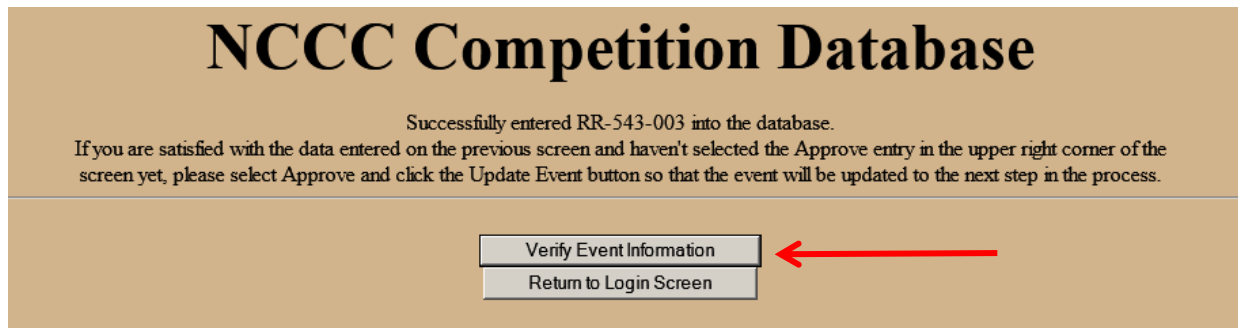 NCCC Competition Database
Successfully entered RR-543-003 into the database.
If you are satisfied with the data entered on the previous screen and haven't selected the Approve entry in the upper right corner of the
screen yet, please select Approve and click the Update Event button so that the event will be updated to the next step in the process.
Verify Event Information
Return to Login Screen